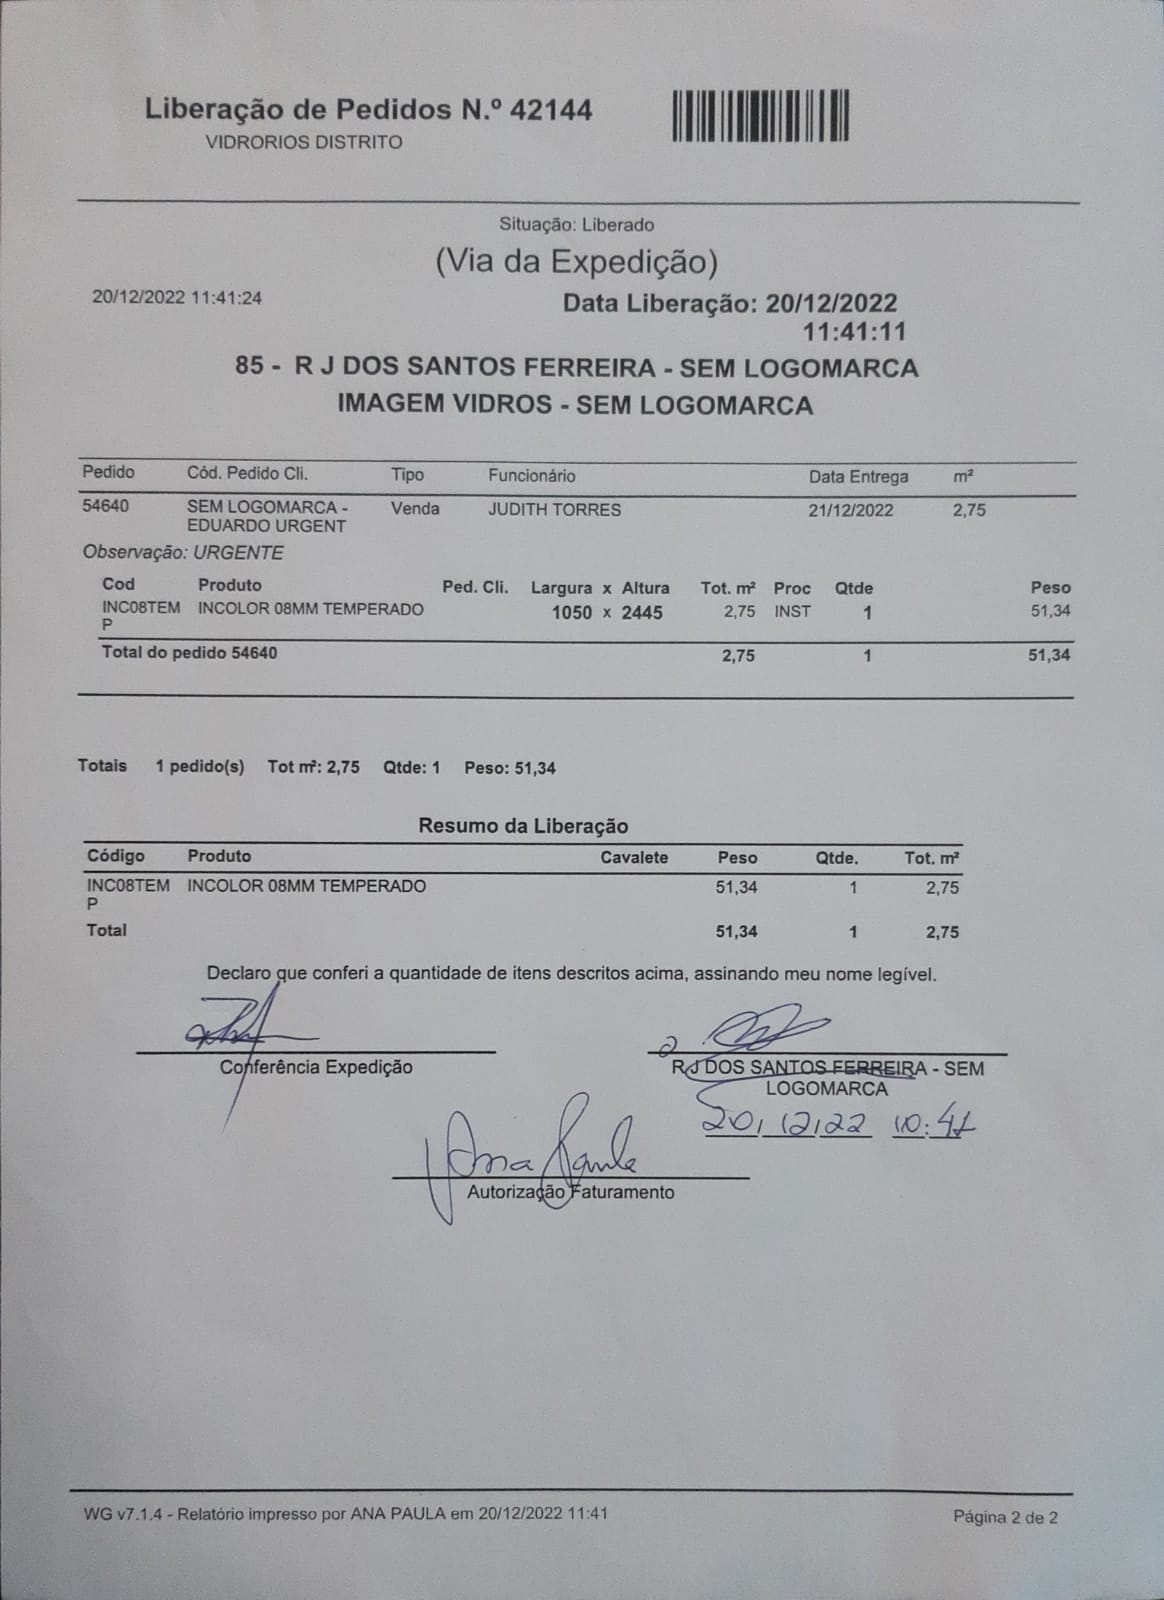 Liberação de Pedidos N.º 42144
VIDRORIOS DISTRITO
Situação: Liberado
(Via da Expedição)
20/12/2022 11:41:24
Data Liberação: 20/12/2022
11:41:11
85 - R J DOS SANTOS FERREIRA - SEM LOGOMARCA
IMAGEM VIDROS - SEM LOGOMARCA
Pedido Cód. Pedido Cli. Tipo Funcionário Data Entrega m²
54640 SEM LOGOMARCA - Venda JUDITH TORRES 21/12/2022 2,75
EDUARDO URGENT
Observação: URGENTE
Cod Produto Ped. Cli. Largura x Altura Tot. m² Proc Qtde Peso
INC08TEM INCOLOR 08MM TEMPERADO 1050 x 2445 2,75 INST 1 51,34
P
Total do pedido 54640 2,75 1 51,34
Totais 1 pedido(s) Tot m²: 2,75 Qtde: 1 Peso: 51,34
Resumo da Liberação
Código Produto Cavalete Peso Qtde. Tot. m²
INC08TEM INCOLOR 08MM TEMPERADO 51,34 1 2,75
P
Total 51,34 1 2,75
Declaro que conferi a quantidade de itens descritos acima, assinando meu nome legível.
Conferência Expedição
R J DOS SANTOS FERREIRA - SEM
LOGOMARCA
20/12/22 10:41
Ana Paula
Autorização Faturamento
WG v7.1.4 - Relatório impresso por ANA PAULA em 20/12/2022 11:41
Página 2 de 2